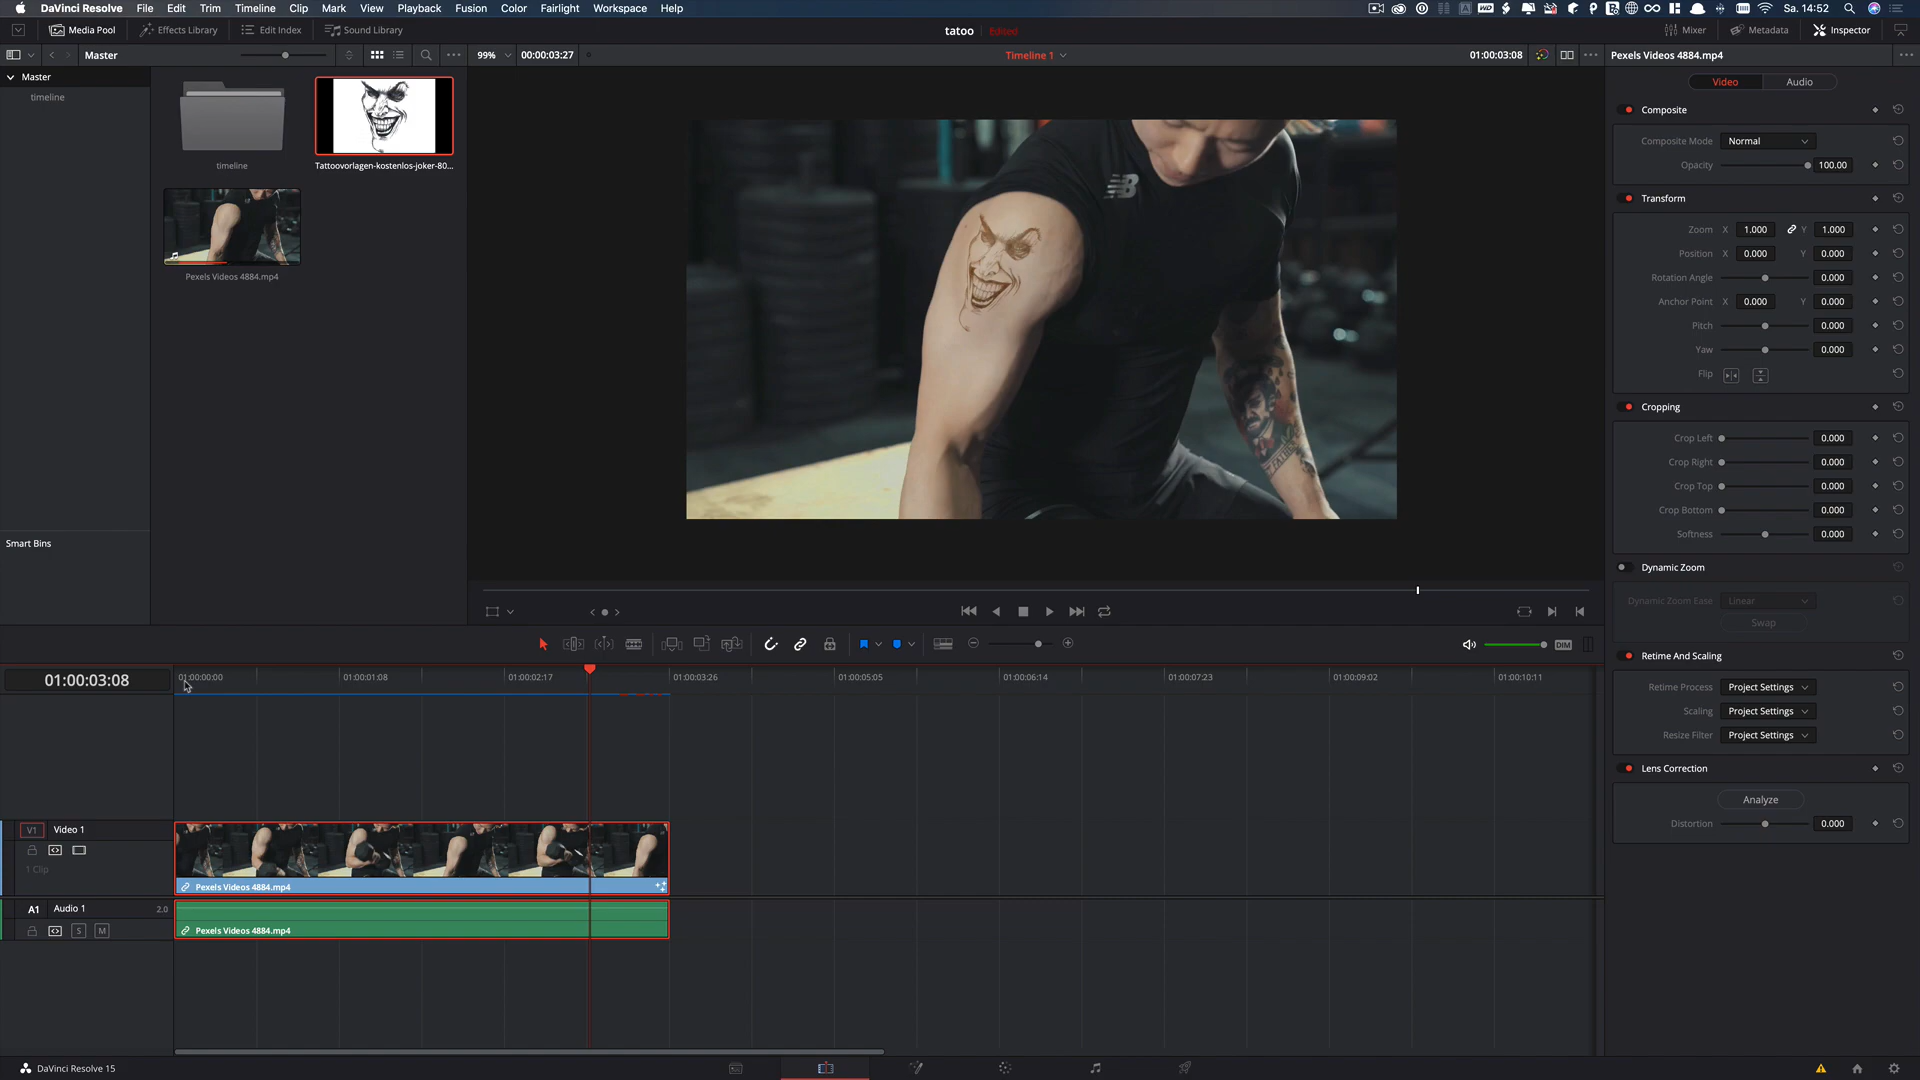 DaVinci Resolve File Edit Trim Timeline Clip Mark View Playback Fusion Color Fairlight Workspace Help Sa. 14:52
Media Pool Effects Library Edit Index Sound Library tatoo Edited Mixer Metadata Inspector
Master 99% 00:00:03:27 Timeline 1 01:00:03:08 Pexels Videos 4884.mp4
Master
timeline
timeline
Tattoovorlagen-kostenlos-joker-80...
Pexels Videos 4884.mp4
Smart Bins
Video Audio
Composite
Composite Mode Normal
Opacity 100.00
Transform
Zoom X 1.000 Y 1.000
Position X 0.000 Y 0.000
Rotation Angle 0.000
Anchor Point X 0.000 Y 0.000
Pitch 0.000
Yaw 0.000
Flip
Cropping
Crop Left 0.000
Crop Right 0.000
Crop Top 0.000
Crop Bottom 0.000
Softness 0.000
Dynamic Zoom
Dynamic Zoom Ease Linear
Swap
Retime And Scaling
Retime Process Project Settings
Scaling Project Settings
Resize Filter Project Settings
Lens Correction
Analyze
Distortion 0.000
DIM
01:00:03:08 01:00:00:00 01:00:01:08 01:00:02:17 01:00:03:26 01:00:05:05 01:00:06:14 01:00:07:23 01:00:09:02 01:00:10:11
V1 Video 1
1 Clip
Pexels Videos 4884.mp4
A1 Audio 1 2.0
S M
Pexels Videos 4884.mp4
DaVinci Resolve 15